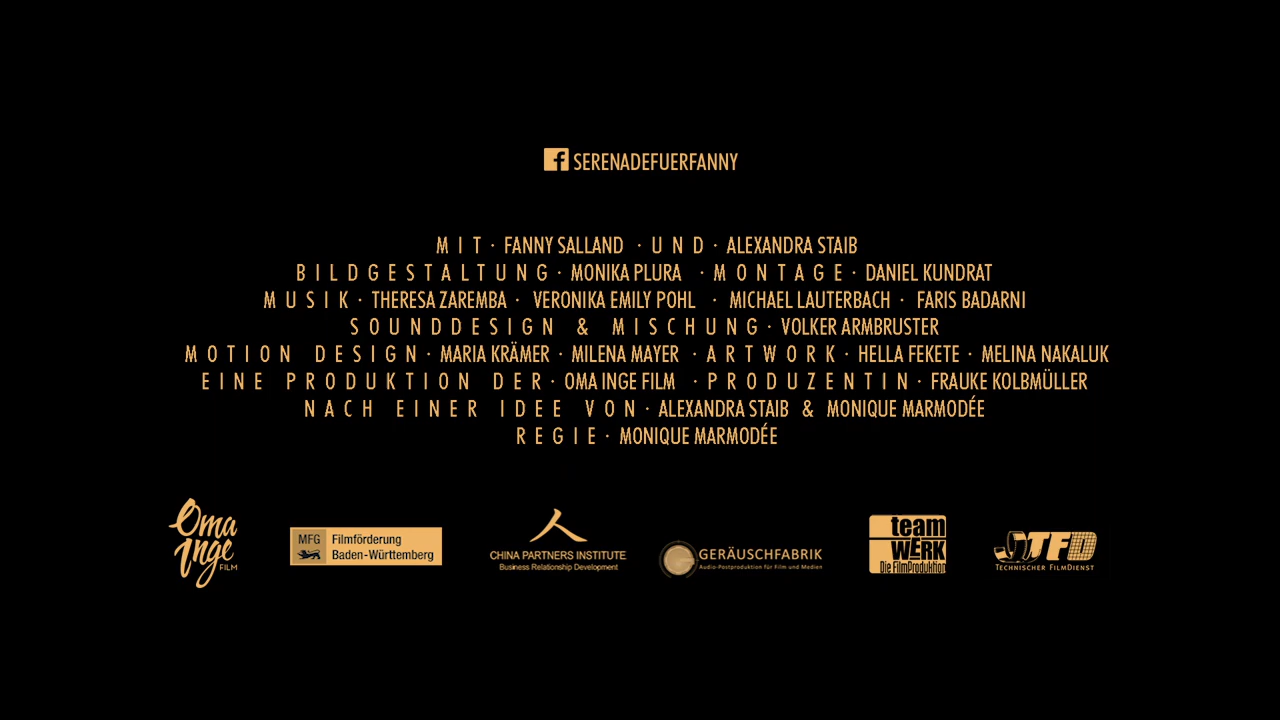 SERENADEFUERFANNY
MIT · FANNY SALLAND · UND · ALEXANDRA STAIB
BILDGESTALTUNG · MONIKA PLURA · MONTAGE · DANIEL KUNDRAT
MUSIK · THERESA ZAREMBA · VERONIKA EMILY POHL · MICHAEL LAUTERBACH · FARIS BADARNI
SOUNDDESIGN & MISCHUNG · VOLKER ARMBRUSTER
MOTION DESIGN · MARIA KRÄMER · MILENA MAYER · ARTWORK · HELLA FEKETE · MELINA NAKALUK
EINE PRODUKTION DER · OMA INGE FILM · PRODUZENTIN · FRAUKE KOLBMÜLLER
NACH EINER IDEE VON · ALEXANDRA STAIB & MONIQUE MARMODÉE
REGIE · MONIQUE MARMODÉE
Oma
Inge
FILM
MFG
Filmförderung
Baden-Württemberg
CHINA PARTNERS INSTITUTE
Business Relationship Development
GERÄUSCHFABRIK
Audio-Postproduktion für Film und Medien
team
WERK
Die FilmProduktion
TFD
TECHNISCHER FILMDIENST